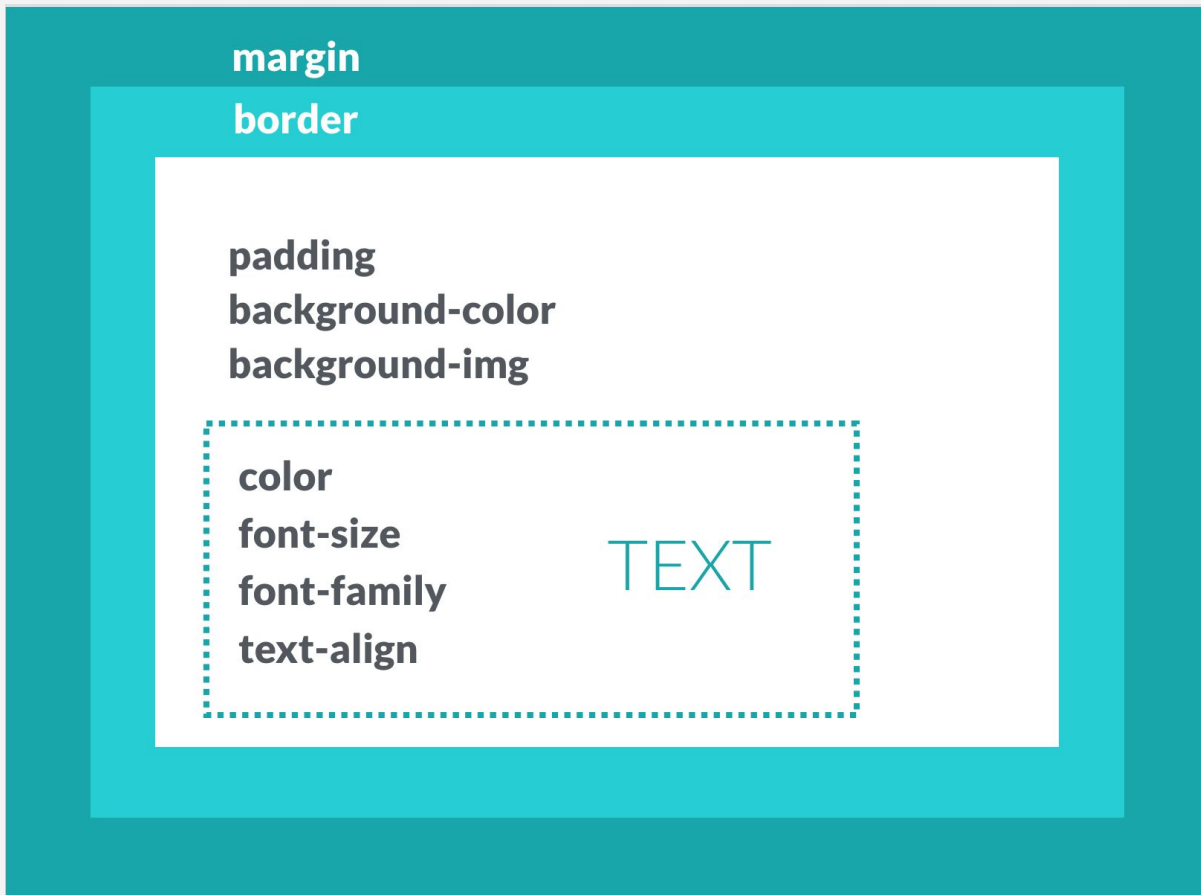 margin
border
padding
background-color
background-img
color
font-size
font-family
text-align
TEXT